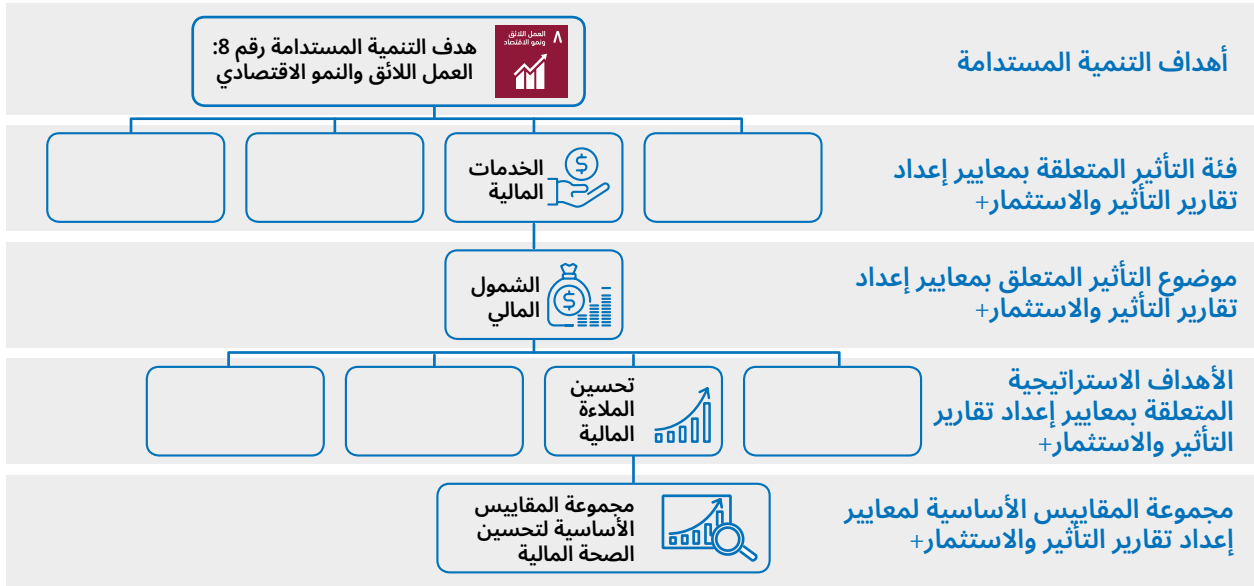 أهداف التنمية المستدامة
هدف التنمية المستدامة رقم 8:
العمل اللائق والنمو الاقتصادي
٨
العمل اللائق
ونمو الاقتصاد
فئة التأثير المتعلقة بمعايير إعداد
تقارير التأثير والاستثمار+
الخدمات
المالية
موضوع التأثير المتعلق بمعايير إعداد
تقارير التأثير والاستثمار+
الشمول
المالي
الأهداف الاستراتيجية
المتعلقة بمعايير إعداد تقارير
التأثير والاستثمار+
تحسين
الملاءة
المالية
مجموعة المقاييس الأساسية لمعايير
إعداد تقارير التأثير والاستثمار+
مجموعة المقاييس
الأساسية لتحسين
الصحة المالية